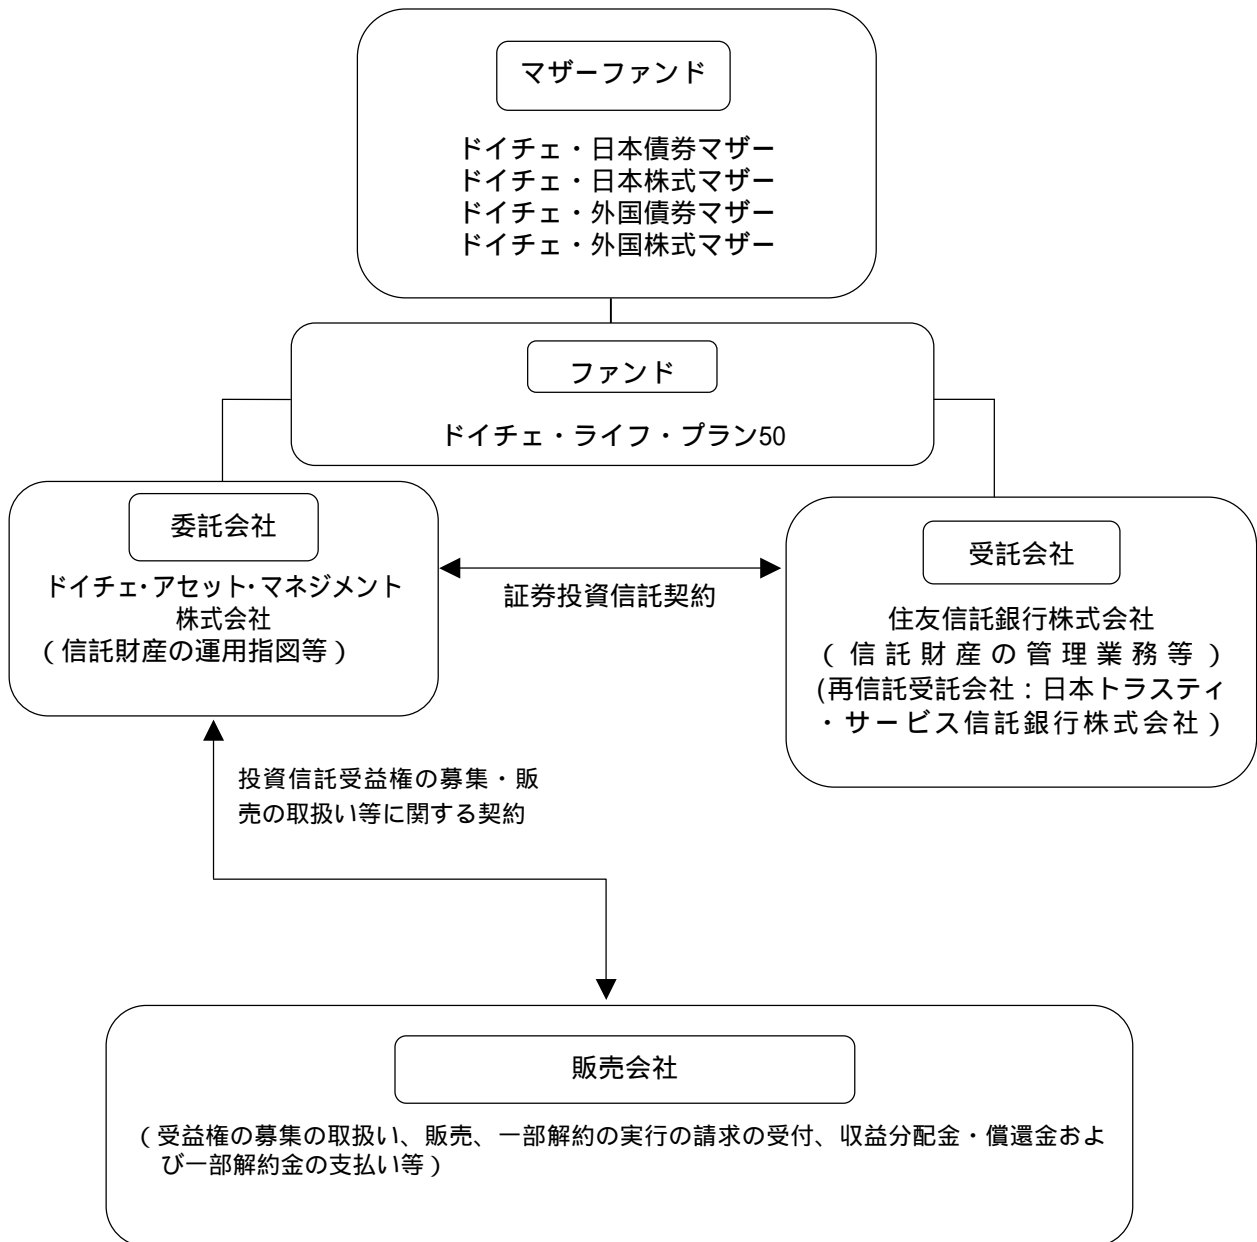 マザーファンド
ドイチェ・日本債券マザー
ドイチェ・日本株式マザー
ドイチェ・外国債券マザー
ドイチェ・外国株式マザー
ファンド
ドイチェ・ライフ・プラン50
委託会社
ドイチェ・アセット・マネジメント
株式会社
（信託財産の運用指図等）
証券投資信託契約
受託会社
住友信託銀行株式会社
（信託財産の管理業務等）
(再信託受託会社：日本トラスティ
・サービス信託銀行株式会社）
投資信託受益権の募集・販
売の取扱い等に関する契約
販売会社
（受益権の募集の取扱い、販売、一部解約の実行の請求の受付、収益分配金・償還金およ
び一部解約金の支払い等）